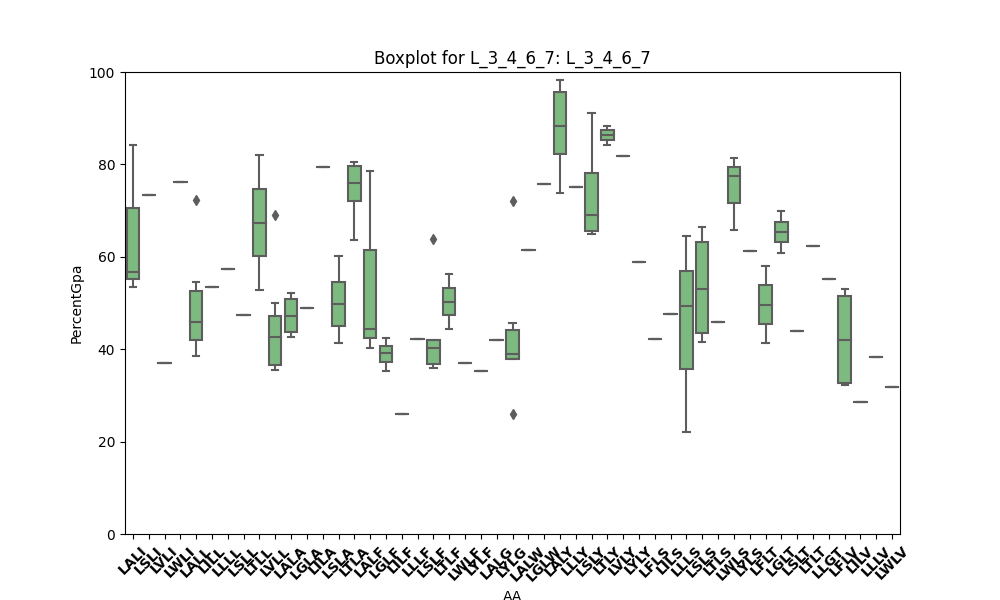 Boxplot for L_3_4_6_7: L_3_4_6_7
PercentGpa
100
80
60
40
20
0
LALI LSLI LVLI LWLI LALL LILL LLLL LSLL LTLL LVLL LALA LGLA LILA LSLA LTLA LALF LGLF LILF LLLF LSLF LTLF LWLF LYLF LALG LYLG LALW LGLW LALY LLLY LSLY LTLY LVLY LYLY LFLS LILS LLLS LSLS LTLS LWLS LYLS LFLT LGLT LSLT LTLT LFLV LILV LLLV LWLV
AA